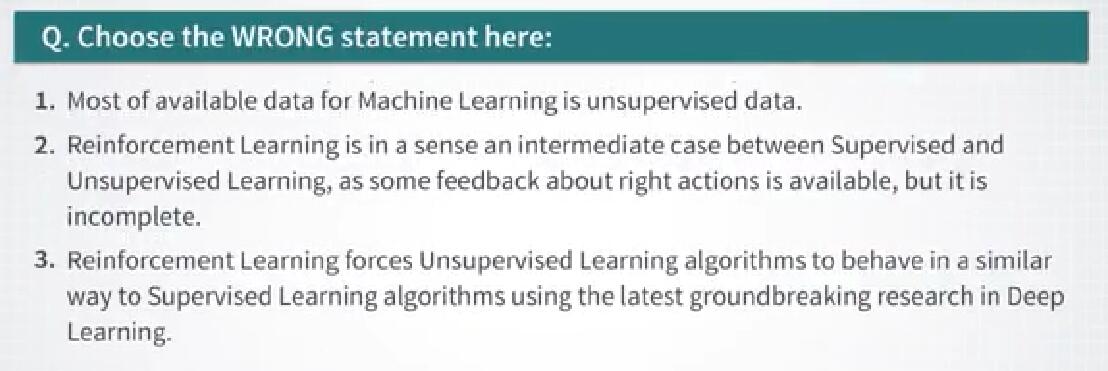 Q. Choose the WRONG statement here:
1. Most of available data for Machine Learning is unsupervised data.
2. Reinforcement Learning is in a sense an intermediate case between Supervised and
Unsupervised Learning, as some feedback about right actions is available, but it is
incomplete.
3. Reinforcement Learning forces Unsupervised Learning algorithms to behave in a similar
way to Supervised Learning algorithms using the latest groundbreaking research in Deep
Learning.